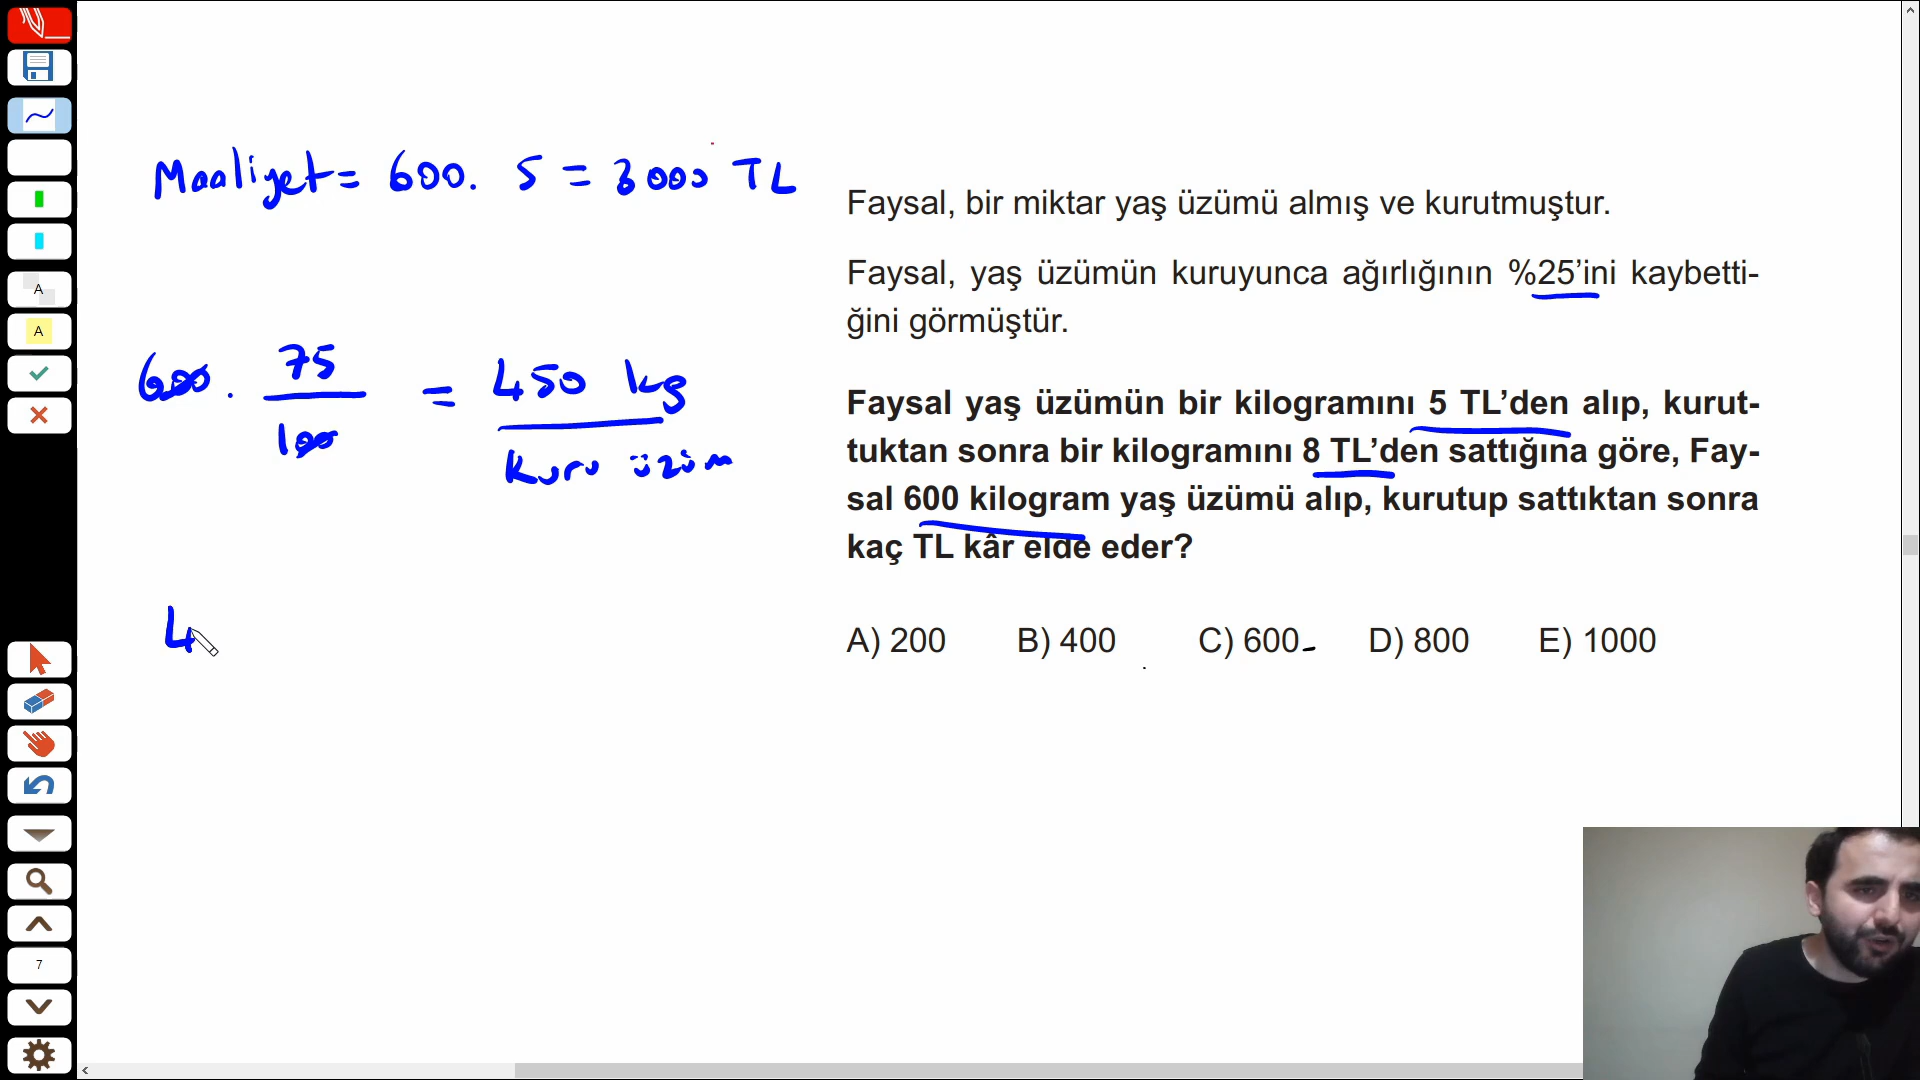 Maaliyet = 600 . 5 = 3000 TL
Faysal, bir miktar yaş üzümü almış ve kurutmuştur.
Faysal, yaş üzümün kuruyunca ağırlığının %25’ini kaybetti-
ğini görmüştür.
600 . 75/100 = 450 kg
kuru üzüm
Faysal yaş üzümün bir kilogramını 5 TL’den alıp, kurut-
tuktan sonra bir kilogramını 8 TL’den sattığına göre, Fay-
sal 600 kilogram yaş üzümü alıp, kurutup sattıktan sonra
kaç TL kâr elde eder?
4
A) 200 B) 400 C) 600 D) 800 E) 1000
A
A
7